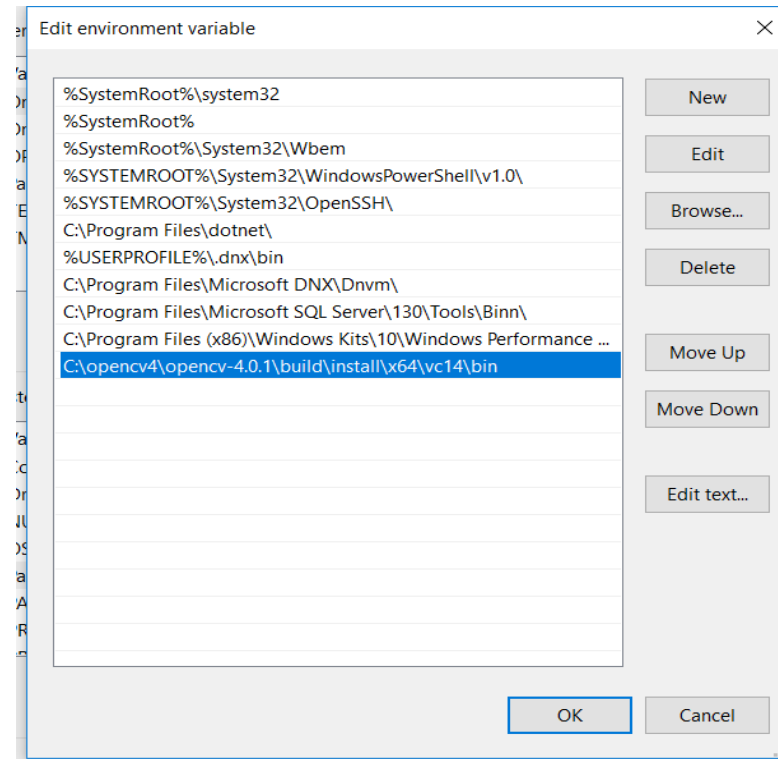 Edit environment variable
%SystemRoot%\system32
%SystemRoot%
%SystemRoot%\System32\Wbem
%SYSTEMROOT%\System32\WindowsPowerShell\v1.0\
%SYSTEMROOT%\System32\OpenSSH\
C:\Program Files\dotnet\
%USERPROFILE%\.dnx\bin
C:\Program Files\Microsoft DNX\Dnvm\
C:\Program Files\Microsoft SQL Server\130\Tools\Binn\
C:\Program Files (x86)\Windows Kits\10\Windows Performance ...
C:\opencv4\opencv-4.0.1\build\install\x64\vc14\bin
New
Edit
Browse...
Delete
Move Up
Move Down
Edit text...
OK
Cancel